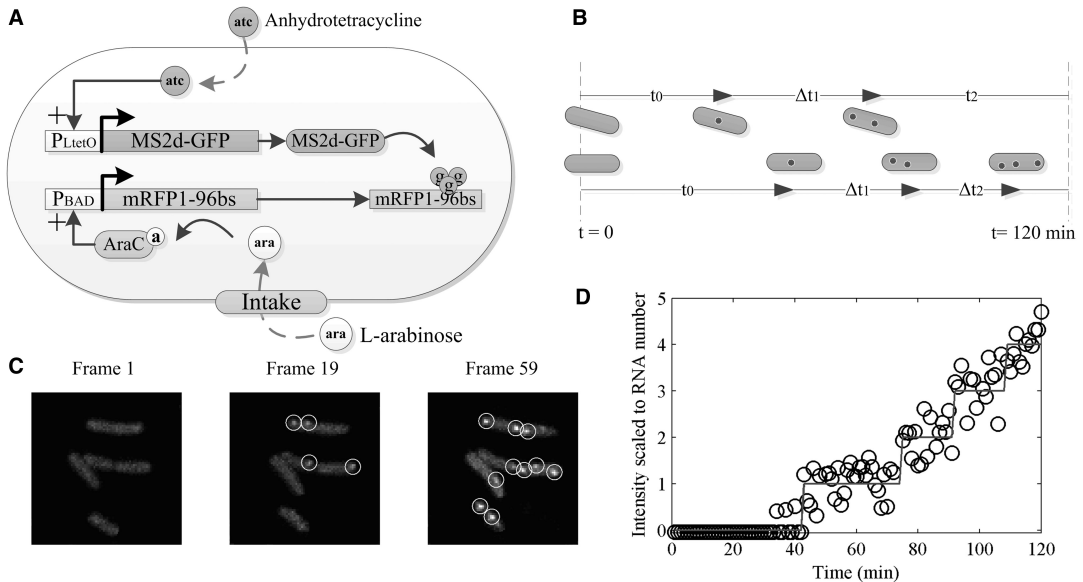 A
atc Anhydrotetracycline
atc
+
PLtetO MS2d-GFP MS2d-GFP
g g
g
PBAD mRFP1-96bs mRFP1-96bs
+
AraC a ara
Intake
ara L-arabinose
B
t0 Δt1 t2
t0 Δt1 Δt2
t = 0 t= 120 min
C
Frame 1 Frame 19 Frame 59
D
Intensity scaled to RNA number
5
4
3
2
1
0
0 20 40 60 80 100 120
Time (min)